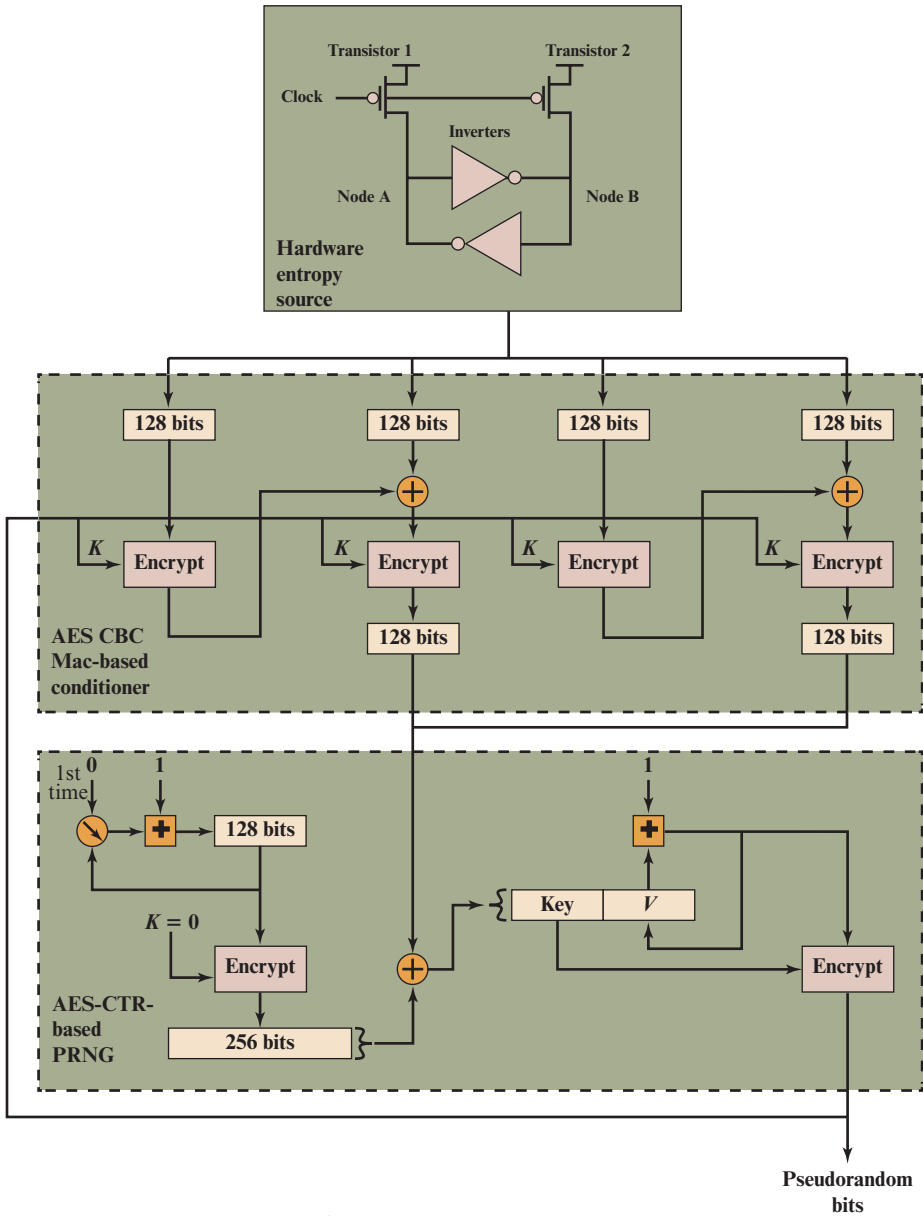 Transistor 1
Transistor 2
Clock
Inverters
Node A
Node B
Hardware
entropy
source
128 bits
128 bits
128 bits
128 bits
K
K
K
K
Encrypt
Encrypt
Encrypt
Encrypt
128 bits
128 bits
AES CBC
Mac-based
conditioner
0
1
1
1st
time
128 bits
Key
V
K = 0
Encrypt
Encrypt
AES-CTR-
based
PRNG
256 bits
Pseudorandom
bits